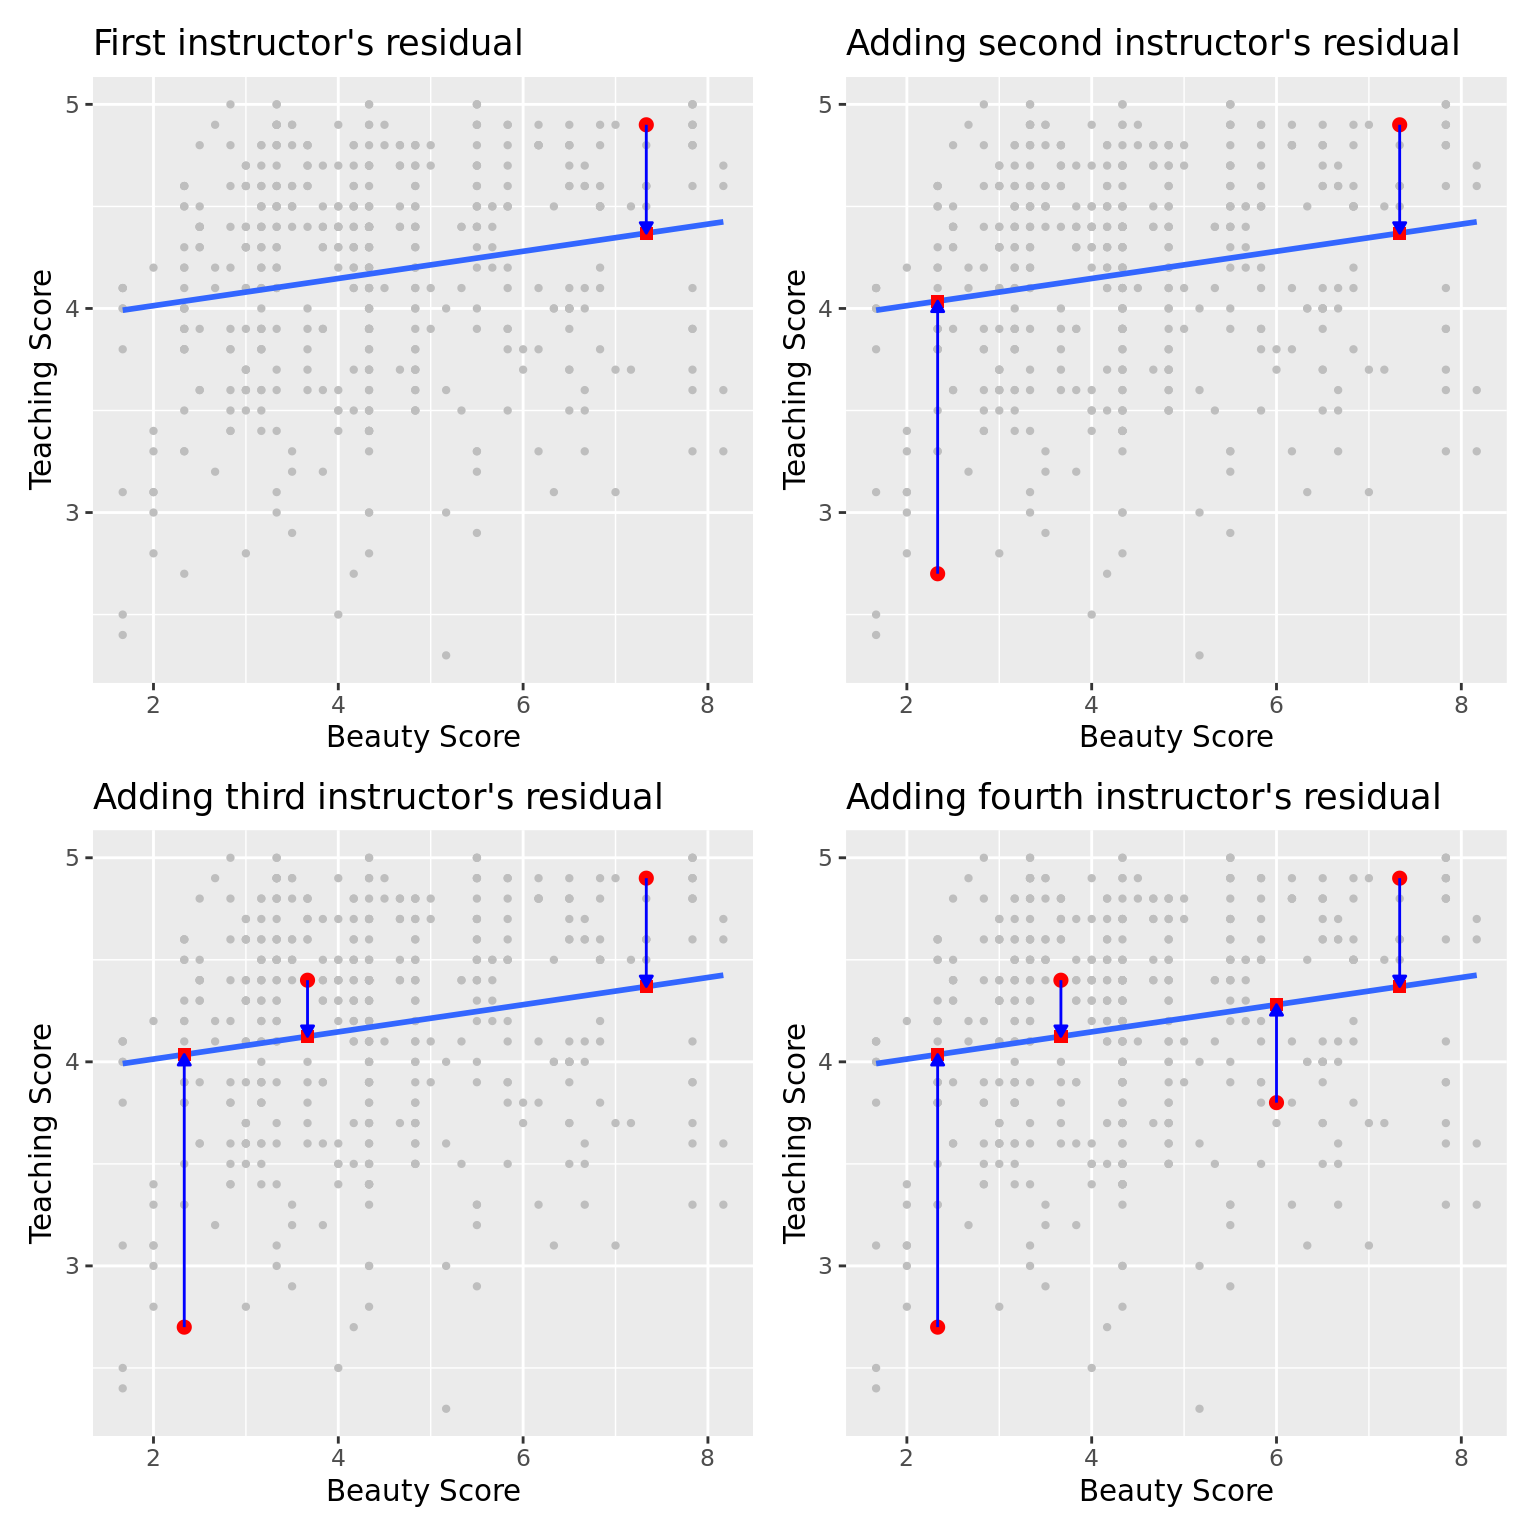 First instructor's residual
Adding second instructor's residual
5
4
3
Teaching Score
2 4 6 8
Beauty Score
5
4
3
Teaching Score
2 4 6 8
Beauty Score
Adding third instructor's residual
Adding fourth instructor's residual
5
4
3
Teaching Score
2 4 6 8
Beauty Score
5
4
3
Teaching Score
2 4 6 8
Beauty Score